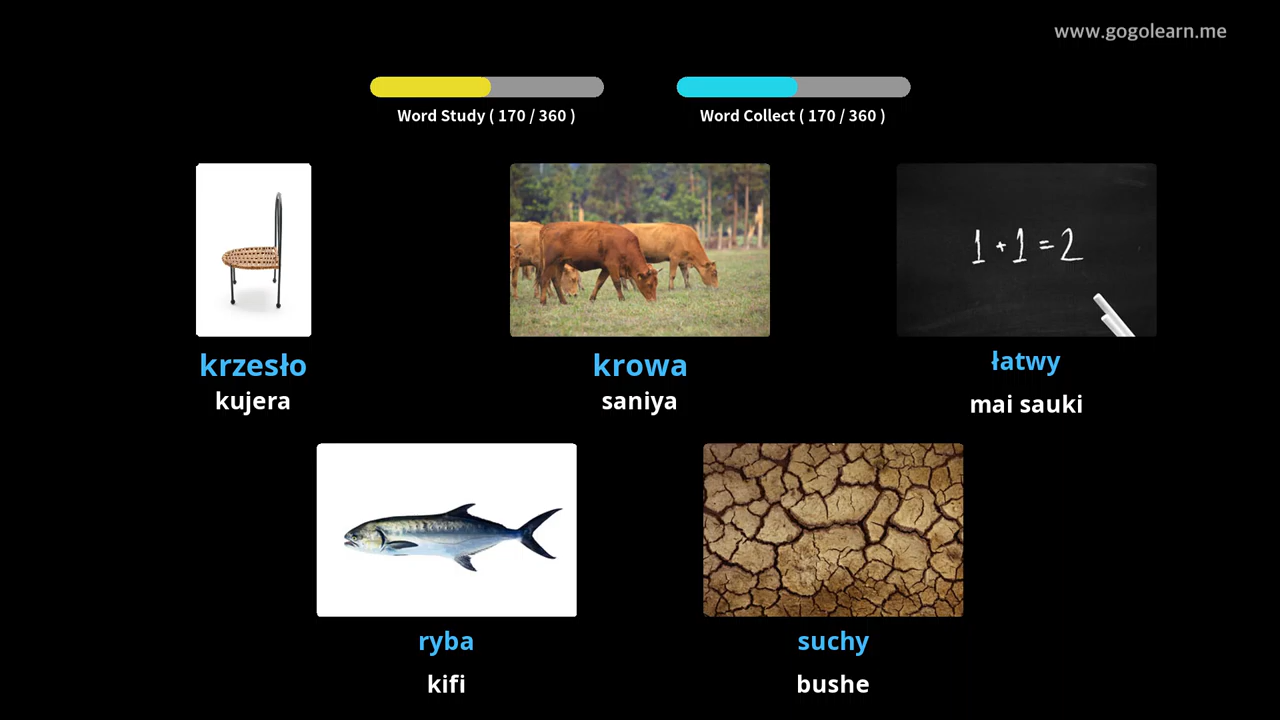 www.gogolearn.me
Word Study ( 170 / 360 )
Word Collect ( 170 / 360 )
1 + 1 = 2
krzesło
kujera
krowa
saniya
łatwy
mai sauki
ryba
kifi
suchy
bushe